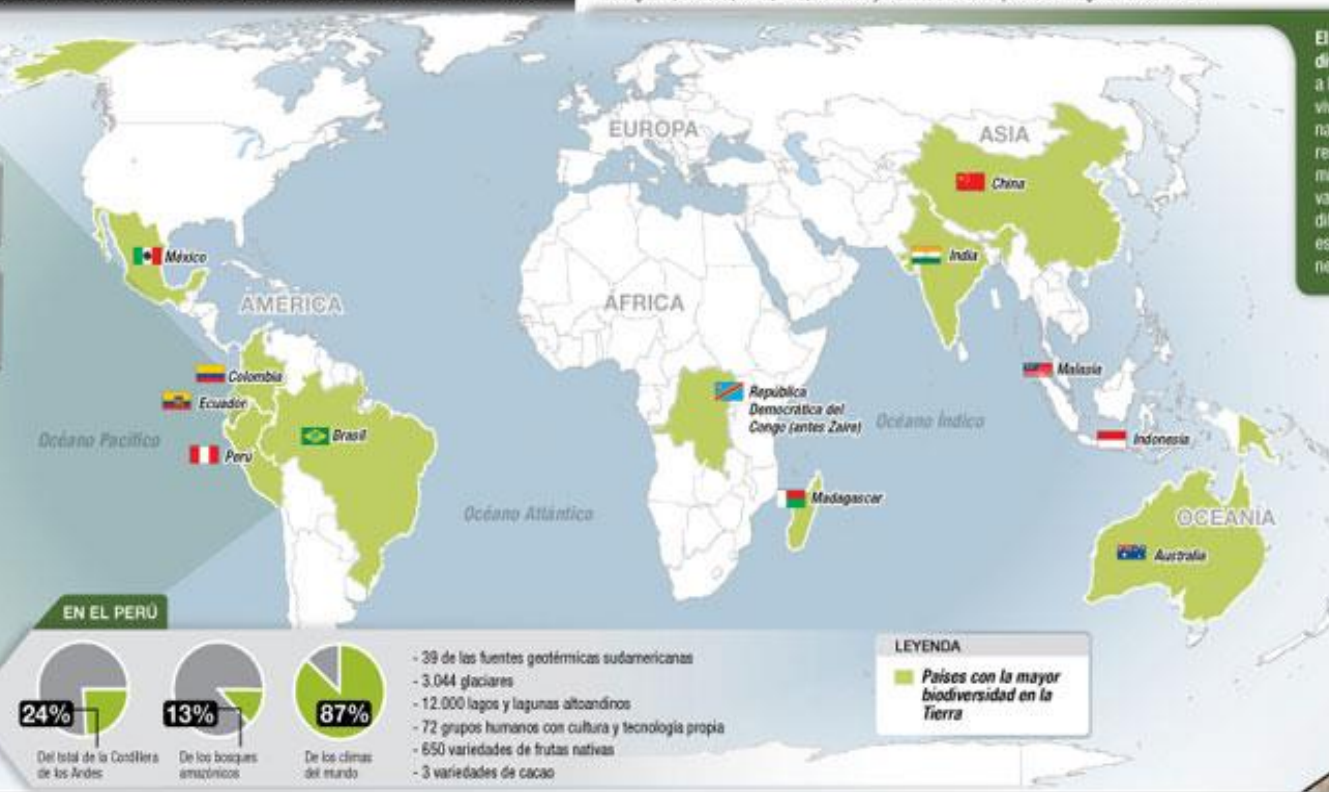 EUROPA
ASIA
China
México
India
AMÉRICA
ÁFRICA
Colombia
Malasia
Ecuador
República
Democrática del
Congo (antes Zaire)
Océano Índico
Océano Pacífico
Brasil
Indonesia
Perú
Madagascar
Océano Atlántico
OCEANÍA
Australia
EN EL PERÚ
24%
Del total de la Cordillera
de los Andes
13%
De los bosques
amazónicos
87%
De los climas
del mundo
- 39 de las fuentes geotérmicas sudamericanas
- 3.044 glaciares
- 12.000 lagos y lagunas altoandinos
- 72 grupos humanos con cultura y tecnología propia
- 650 variedades de frutas nativas
- 3 variedades de cacao
LEYENDA
Países con la mayor
biodiversidad en la
Tierra
El